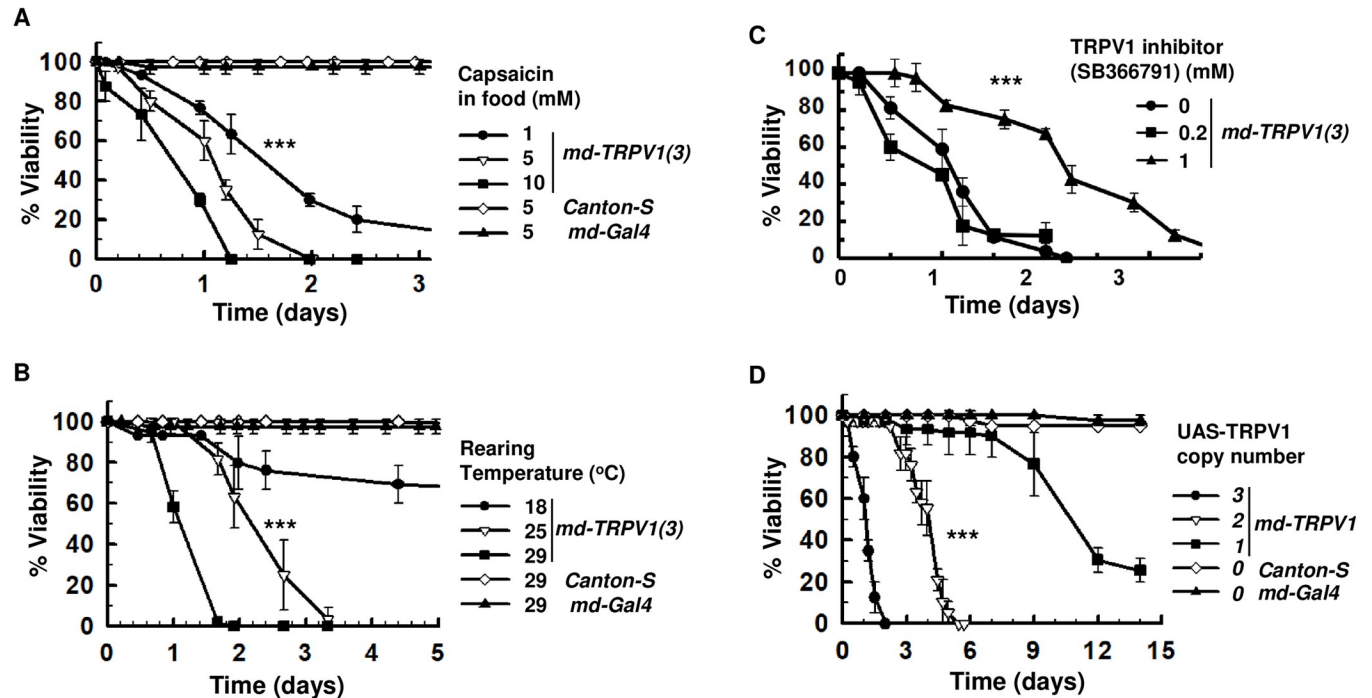 A
% Viability
100
80
60
40
20
0
***
0 1 2 3
Time (days)
Capsaicin
in food (mM)
1
5 md-TRPV1(3)
10
5 Canton-S
5 md-Gal4
C
% Viability
100
80
60
40
20
0
***
0 1 2 3
Time (days)
TRPV1 inhibitor
(SB366791) (mM)
0
0.2 md-TRPV1(3)
1
B
% Viability
100
80
60
40
20
0
***
0 1 2 3 4 5
Time (days)
Rearing
Temperature (oC)
18
25 md-TRPV1(3)
29
29 Canton-S
29 md-Gal4
D
% Viability
100
80
60
40
20
0
***
0 3 6 9 12 15
Time (days)
UAS-TRPV1
copy number
3
2 md-TRPV1
1
0 Canton-S
0 md-Gal4